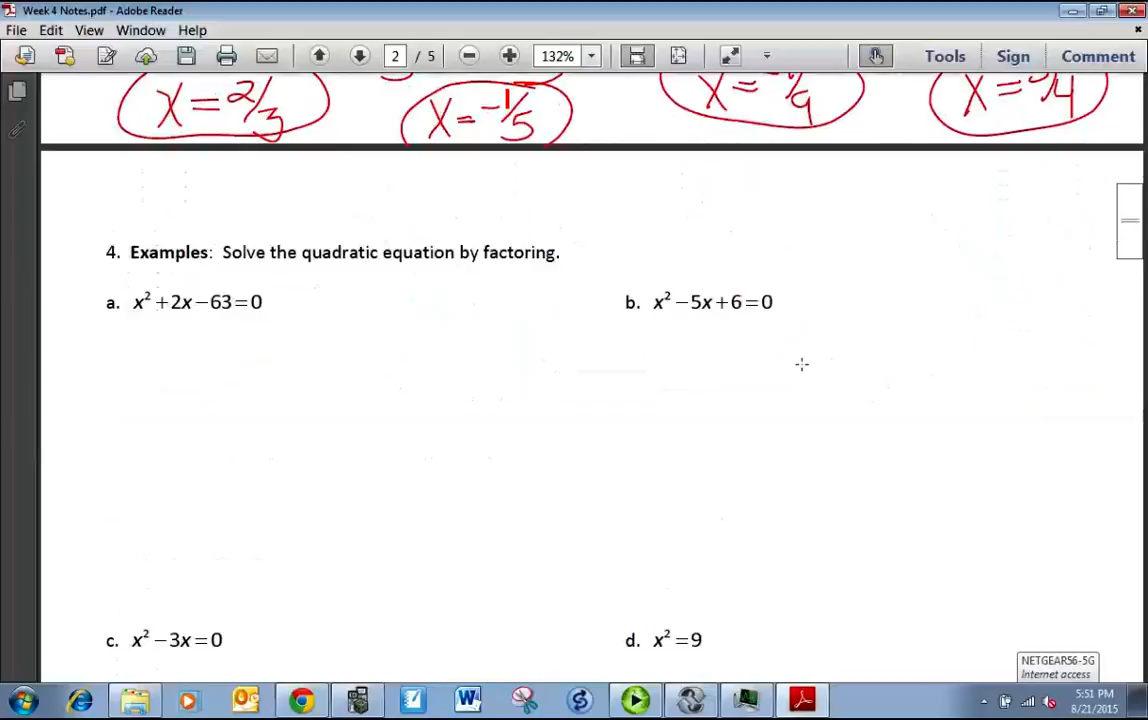 Week 4 Notes.pdf - Adobe Reader
File Edit View Window Help
2 / 5 132% Tools Sign Comment
x = 2/3 x = -1/5
4. Examples: Solve the quadratic equation by factoring.
a. x² + 2x − 63 = 0 b. x² − 5x + 6 = 0
c. x² − 3x = 0 d. x² = 9
NETGEAR56-5G
Internet access
5:51 PM
8/21/2015